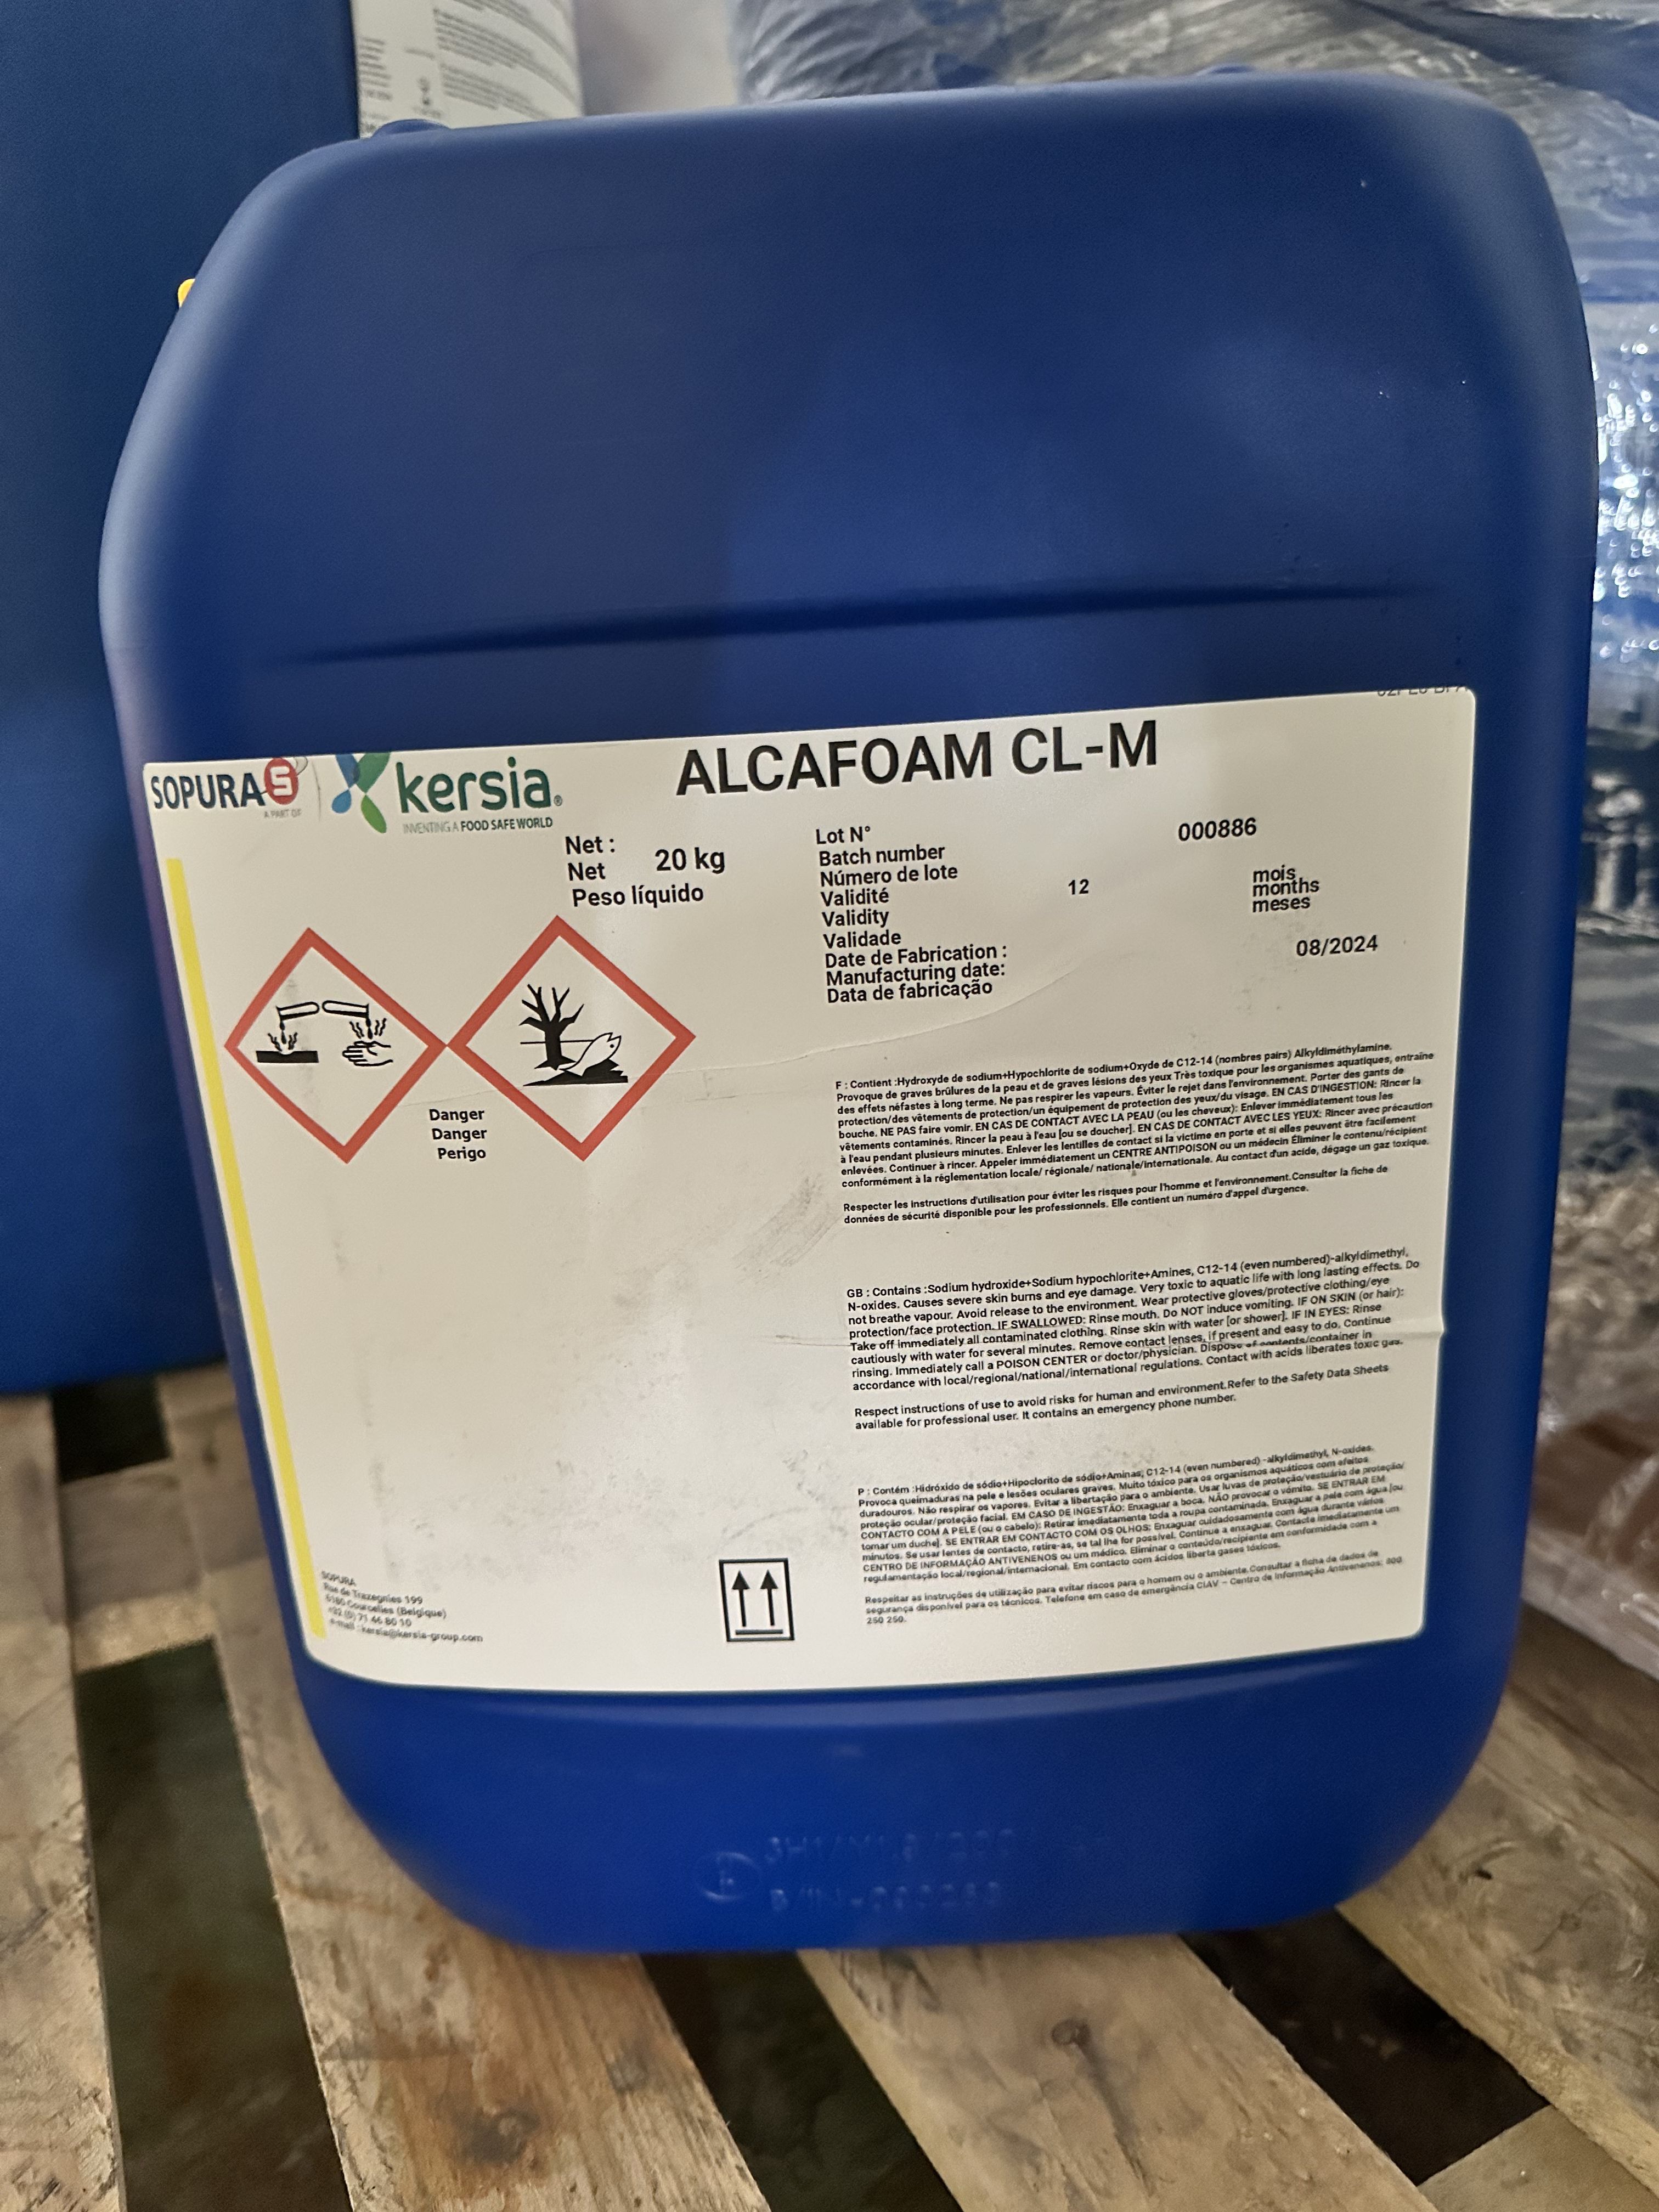 SOPURA S
A PART OF
kersia®
INVENTING A FOOD SAFE WORLD
ALCAFOAM CL-M
Net :
Net
Peso líquido
20 kg
Lot N°
Batch number
Número de lote
000886
Validité
Validity
Validade
12
mois
months
meses
Date de Fabrication :
Manufacturing date:
Data de fabricação
08/2024
Danger
Danger
Perigo
F : Contient :Hydroxyde de sodium+Hypochlorite de sodium+Oxyde de C12-14 (nombres pairs) Alkyldiméthylamine.
Provoque de graves brûlures de la peau et de graves lésions des yeux Très toxique pour les organismes aquatiques, entraîne
des effets néfastes à long terme. Ne pas respirer les vapeurs. Éviter le rejet dans l'environnement. Porter des gants de
protection/des vêtements de protection/un équipement de protection des yeux/du visage. EN CAS D'INGESTION: Rincer la
bouche. NE PAS faire vomir. EN CAS DE CONTACT AVEC LA PEAU (ou les cheveux): Enlever immédiatement tous les
vêtements contaminés. Rincer la peau à l'eau [ou se doucher]. EN CAS DE CONTACT AVEC LES YEUX: Rincer avec précaution
à l'eau pendant plusieurs minutes. Enlever les lentilles de contact si la victime en porte et si elles peuvent être facilement
enlevées. Continuer à rincer. Appeler immédiatement un CENTRE ANTIPOISON ou un médecin Éliminer le contenu/récipient
conformément à la réglementation locale/ régionale/ nationale/internationale. Au contact d'un acide, dégage un gaz toxique.
Respecter les instructions d'utilisation pour éviter les risques pour l'homme et l'environnement.Consulter la fiche de
données de sécurité disponible pour les professionnels. Elle contient un numéro d'appel d'urgence.
GB : Contains :Sodium hydroxide+Sodium hypochlorite+Amines, C12-14 (even numbered)-alkyldimethyl,
N-oxides. Causes severe skin burns and eye damage. Very toxic to aquatic life with long lasting effects. Do
not breathe vapour. Avoid release to the environment. Wear protective gloves/protective clothing/eye
protection/face protection. IF SWALLOWED: Rinse mouth. Do NOT induce vomiting. IF ON SKIN (or hair):
Take off immediately all contaminated clothing. Rinse skin with water [or shower]. IF IN EYES: Rinse
cautiously with water for several minutes. Remove contact lenses, if present and easy to do. Continue
rinsing. Immediately call a POISON CENTER or doctor/physician. Dispose of contents/container in
accordance with local/regional/national/international regulations. Contact with acids liberates toxic gas.
Respect instructions of use to avoid risks for human and environment.Refer to the Safety Data Sheets
available for professional user. It contains an emergency phone number.
P : Contém :Hidróxido de sódio+Hipoclorito de sódio+Aminas, C12-14 (even numbered) -alkyldimethyl, N-oxides.
Provoca queimaduras na pele e lesões oculares graves. Muito tóxico para os organismos aquáticos com efeitos
duradouros. Não respirar os vapores. Evitar a libertação para o ambiente. Usar luvas de proteção/vestuário de proteção/
proteção ocular/proteção facial. EM CASO DE INGESTÃO: Enxaguar a boca. NÃO provocar o vómito. SE ENTRAR EM
CONTACTO COM A PELE (ou o cabelo): Retirar imediatamente toda a roupa contaminada. Enxaguar a pele com água [ou
tomar um duche]. SE ENTRAR EM CONTACTO COM OS OLHOS: Enxaguar cuidadosamente com água durante vários
minutos. Se usar lentes de contacto, retire-as, se tal lhe for possível. Continue a enxaguar. Contacte imediatamente um
CENTRO DE INFORMAÇÃO ANTIVENENOS ou um médico. Eliminar o conteúdo/recipiente em conformidade com a
regulamentação local/regional/internacional. Em contacto com ácidos liberta gases tóxicos.
Respeitar as instruções de utilização para evitar riscos para o homem ou o ambiente.Consultar a ficha de dados de
segurança disponível para os técnicos. Telefone em caso de emergência CIAV – Centro de Informação Antivenenos: 800
250 250.
SOPURA
Rue de Trazegnies 199
6180 Courcelles (Belgique)
+32 (0) 71 46 80 10
e-mail : kersia@kersia-group.com